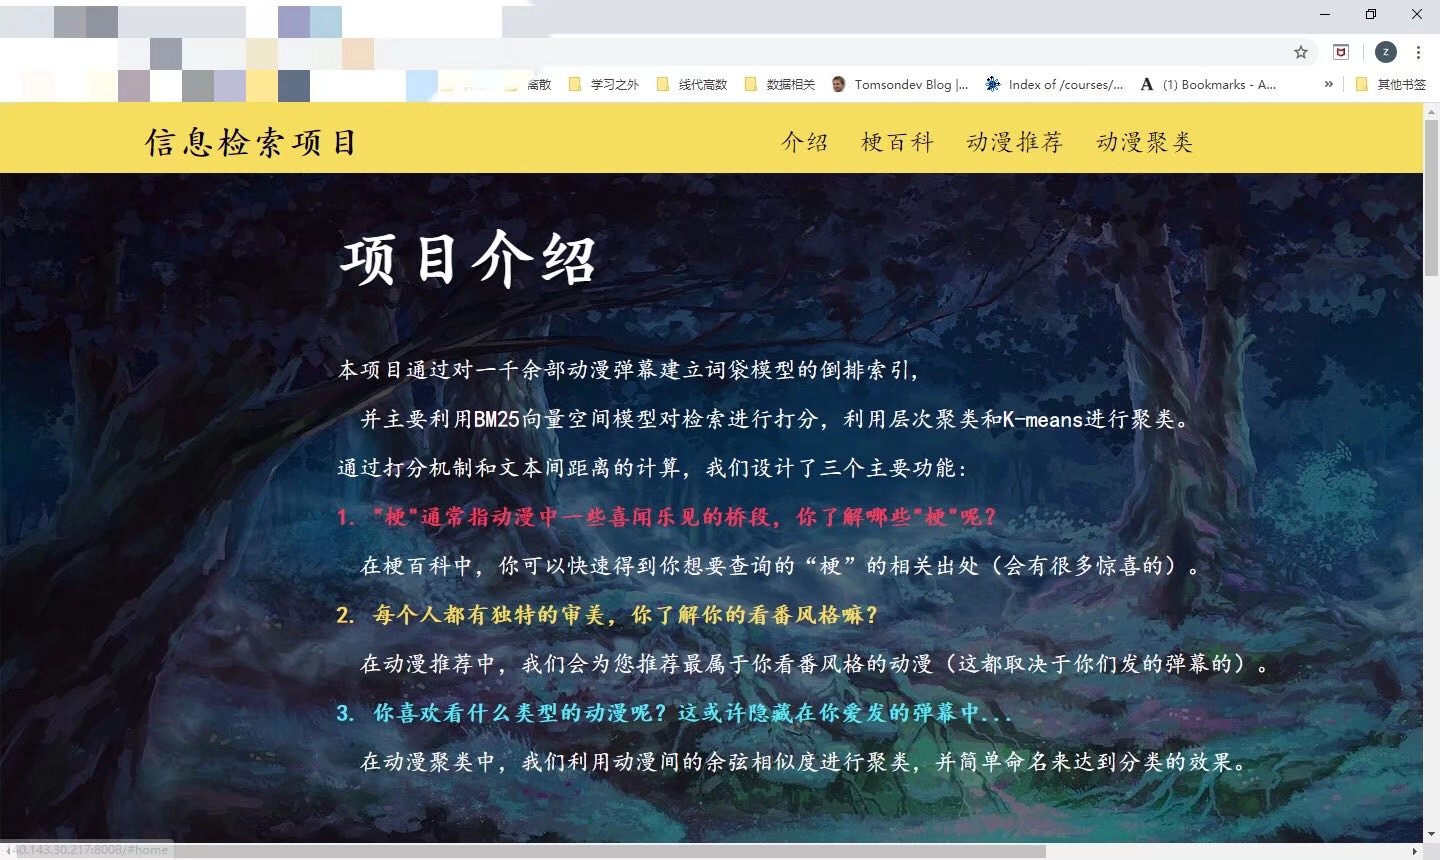 z
离散
学习之外
线代高数
数据相关
Tomsondev Blog |...
Index of /courses/...
(1) Bookmarks - A...
»
其他书签
信息检索项目
介绍
梗百科
动漫推荐
动漫聚类
项目介绍
本项目通过对一千余部动漫弹幕建立词袋模型的倒排索引,
并主要利用BM25向量空间模型对检索进行打分，利用层次聚类和K-means进行聚类。
通过打分机制和文本间距离的计算，我们设计了三个主要功能：
1. "梗"通常指动漫中一些喜闻乐见的桥段，你了解哪些"梗"呢？
在梗百科中，你可以快速得到你想要查询的“梗”的相关出处（会有很多惊喜的）。
2. 每个人都有独特的审美，你了解你的看番风格嘛？
在动漫推荐中，我们会为您推荐最属于你看番风格的动漫（这都取决于你们发的弹幕的）。
3. 你喜欢看什么类型的动漫呢？这或许隐藏在你爱发的弹幕中...
在动漫聚类中，我们利用动漫间的余弦相似度进行聚类，并简单命名来达到分类的效果。
40.143.30.217:8008/#home